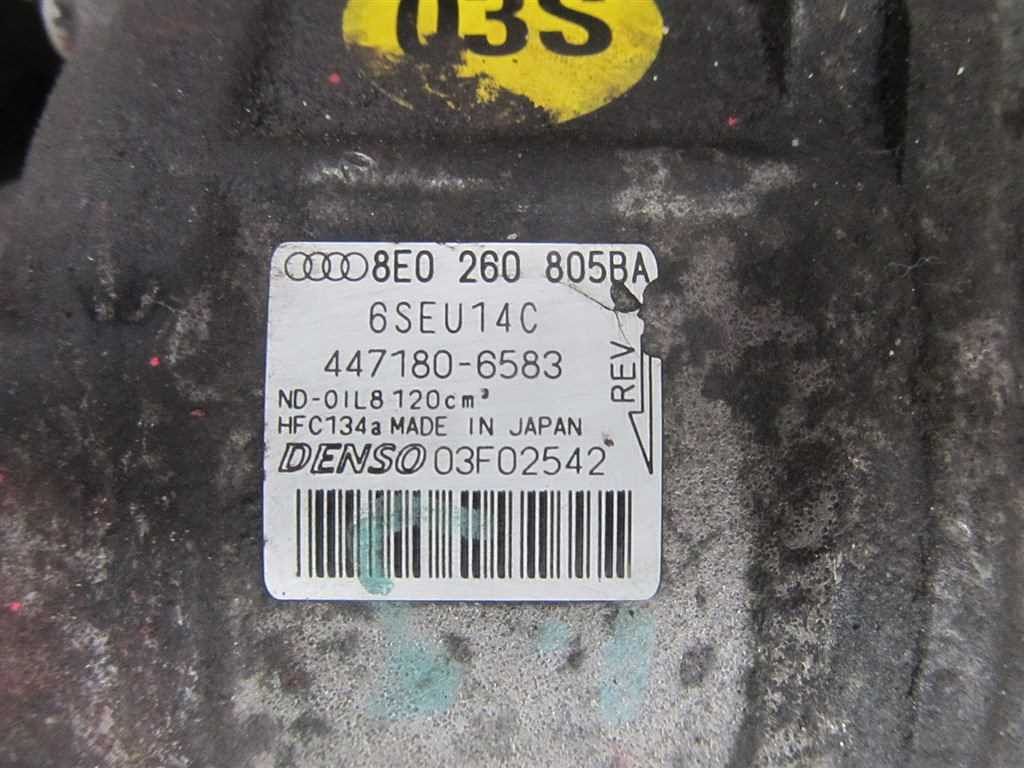 03S
8E0 260 805BA
6SEU14C
447180-6583
REV
ND-OIL8 120cm³
HFC134a MADE IN JAPAN
DENSO 03F02542